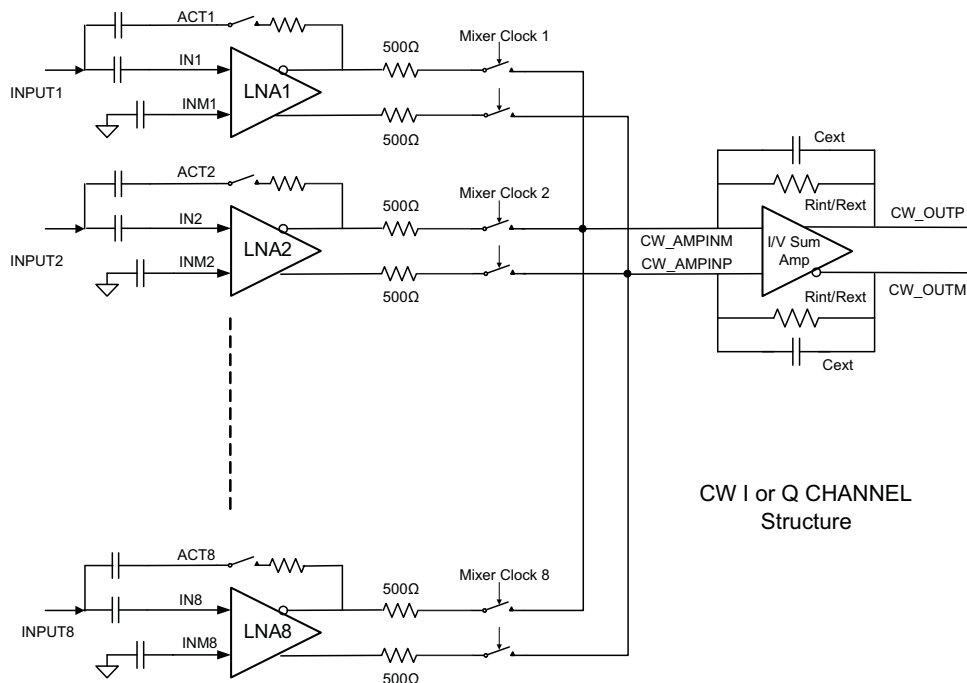 ACT1
500Ω
Mixer Clock 1
INPUT1
IN1
LNA1
INM1
500Ω
ACT2
500Ω
Mixer Clock 2
INPUT2
IN2
LNA2
INM2
500Ω
Cext
Rint/Rext
CW_AMPINM
CW_AMPINP
I/V Sum
Amp
CW_OUTP
CW_OUTM
Rint/Rext
Cext
CW I or Q CHANNEL
Structure
ACT8
500Ω
Mixer Clock 8
INPUT8
IN8
LNA8
INM8
500Ω